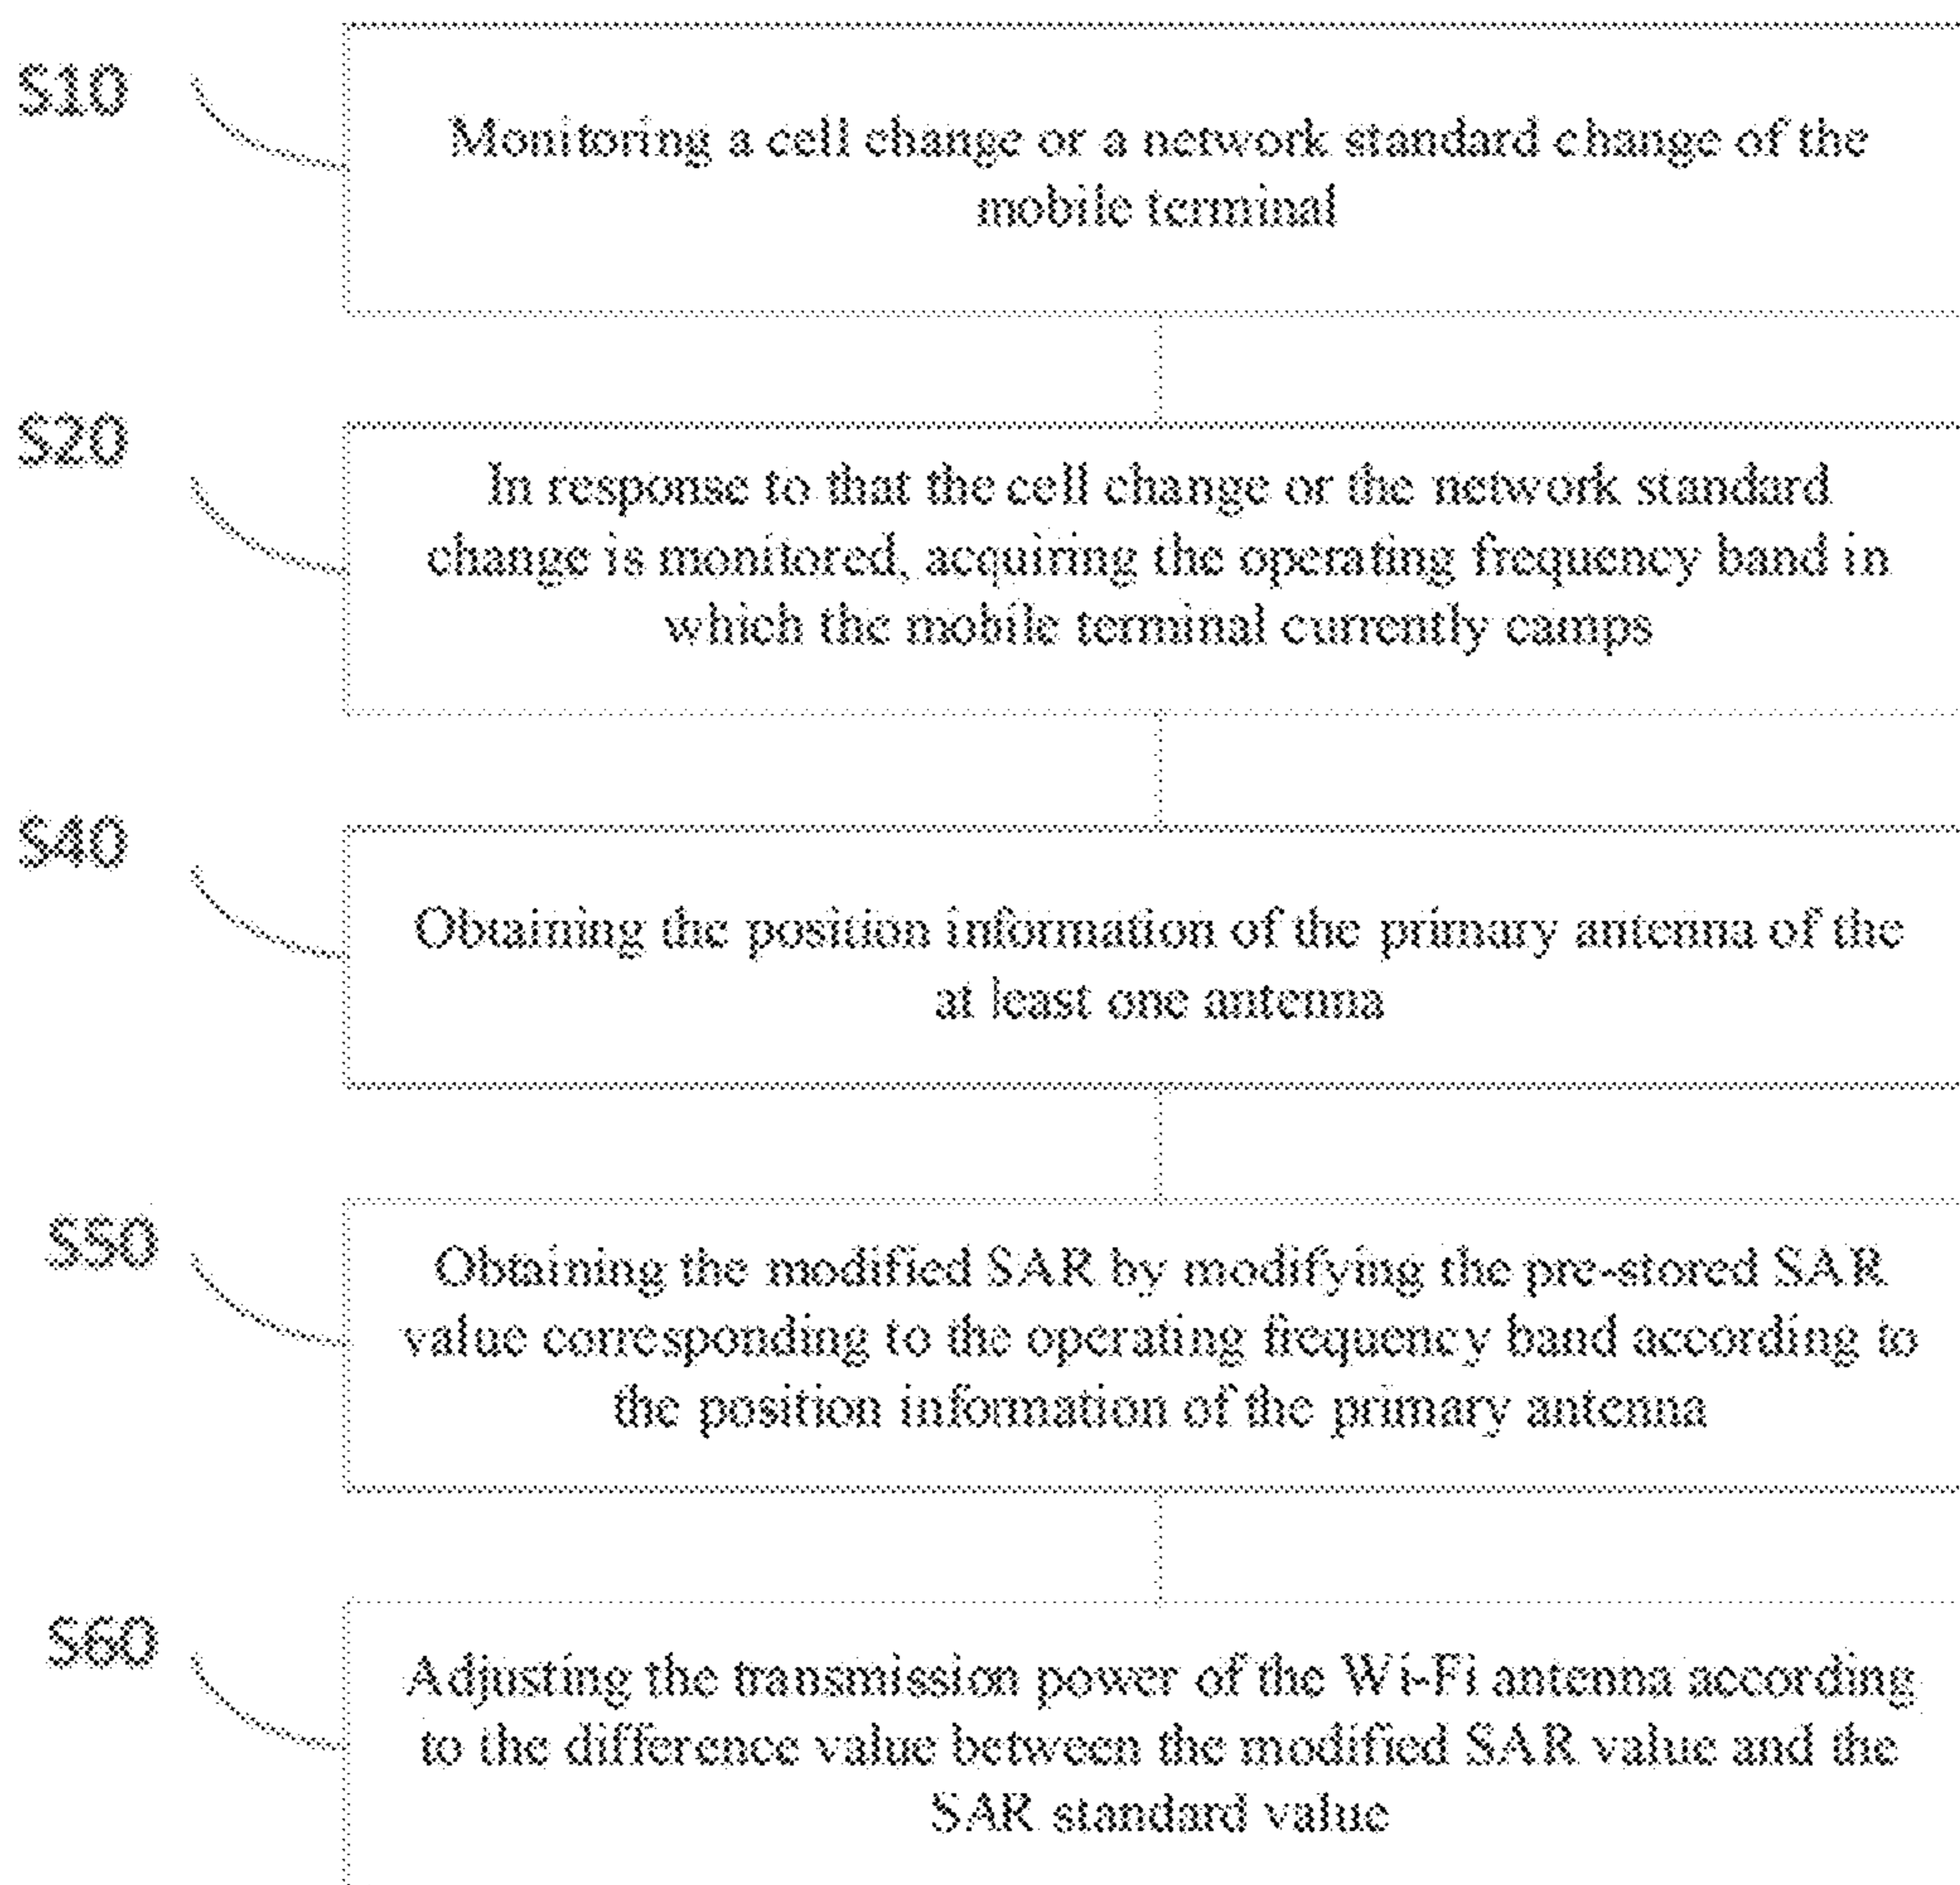 S10
Monitoring a cell change or a network standard change of the
mobile terminal
S20
In response to that the cell change or the network standard
change is monitored, acquiring the operating frequency band in
which the mobile terminal currently camps
S40
Obtaining the position information of the primary antenna of the
at least one antenna
S50
Obtaining the modified SAR by modifying the pre-stored SAR
value corresponding to the operating frequency band according to
the position information of the primary antenna
S60
Adjusting the transmission power of the Wi-Fi antenna according
to the difference value between the modified SAR value and the
SAR standard value